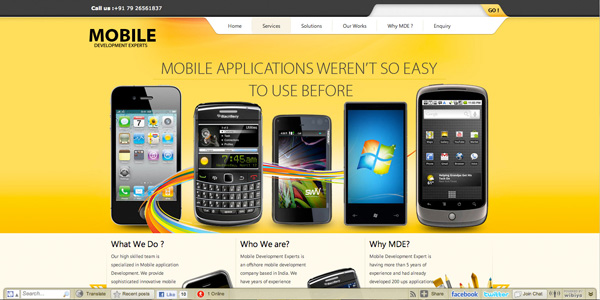 Call us :+91 79 26561837
GO !
MOBILE
DEVELOPMENT EXPERTS
Home
Services
Solutions
Our Works
Why MDE ?
Enquiry
MOBILE APPLICATIONS WEREN'T SO EASY
TO USE BEFORE
BlackBerry
7:45am
What We Do ?
Our high skilled team is
specialized in Mobile application
Development. We provide
sophisticated innovative mobile
Who We are?
Mobile Development Experts is
an offshore mobile development
company based in India. We
have years of experience
Why MDE?
Mobile Development Expert is
having more than 5 years of
experience and had already
developed 200 ups applications
Search
Translate
Recent posts
Like
18
1 Online
Share
facebook
twitter
Join Chat
wibiya